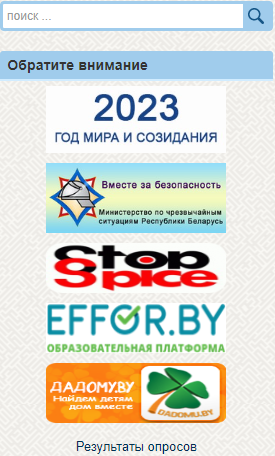 поиск ...
Обратите внимание
2023
ГОД МИРА И СОЗИДАНИЯ
Вместе за безопасность
Министерство по чрезвычайным
ситуациям Республики Беларусь
Stop
Spice
EFFOR.BY
ОБРАЗОВАТЕЛЬНАЯ ПЛАТФОРМА
ДАДОМУ.BY
Найдем детям
дом вместе
DADOMU.BY
Результаты опросов